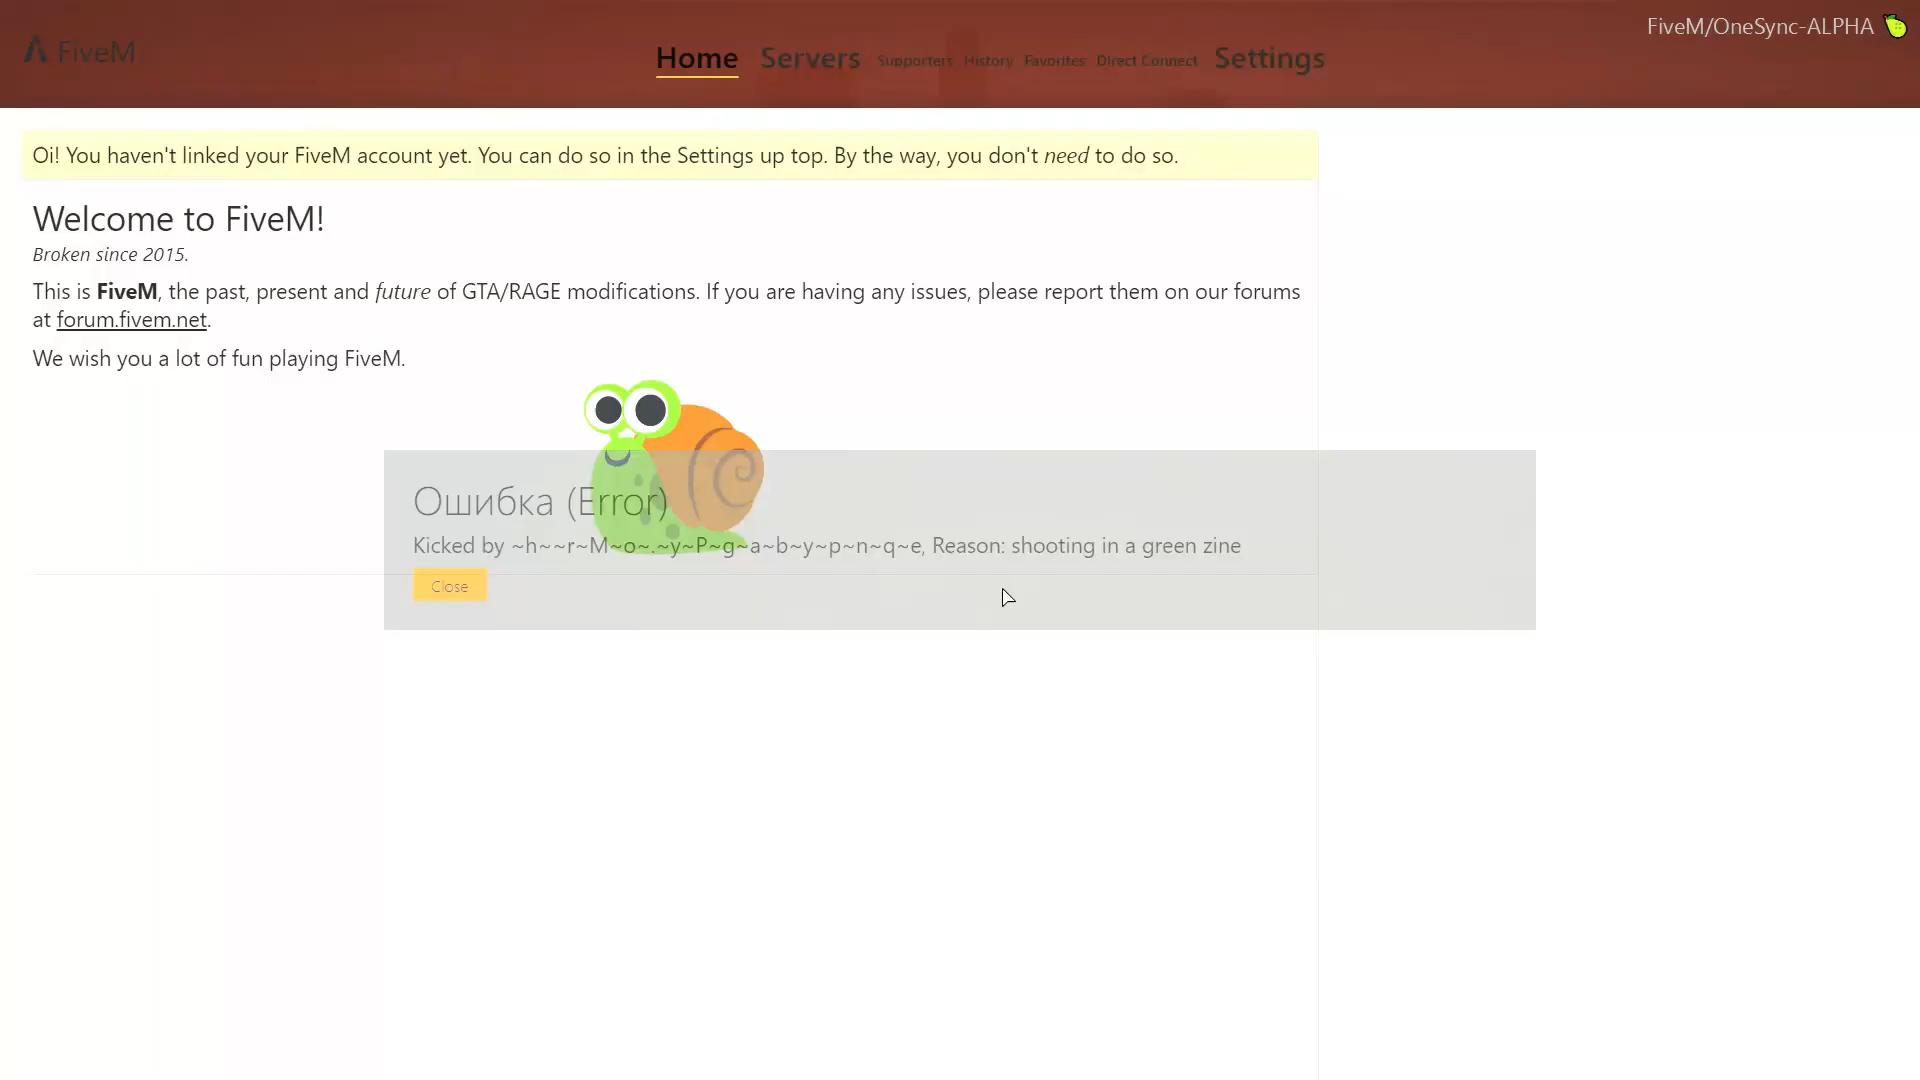 FiveM
Home Servers Supporters History Favorites Direct Connect Settings
FiveM/OneSync-ALPHA
Oi! You haven't linked your FiveM account yet. You can do so in the Settings up top. By the way, you don't need to do so.
Welcome to FiveM!
Broken since 2015.
This is FiveM, the past, present and future of GTA/RAGE modifications. If you are having any issues, please report them on our forums
at forum.fivem.net.
We wish you a lot of fun playing FiveM.
Ошибка (Error)
Kicked by ~h~~r~M~o~.~y~P~g~a~b~y~p~n~q~e, Reason: shooting in a green zine
Close